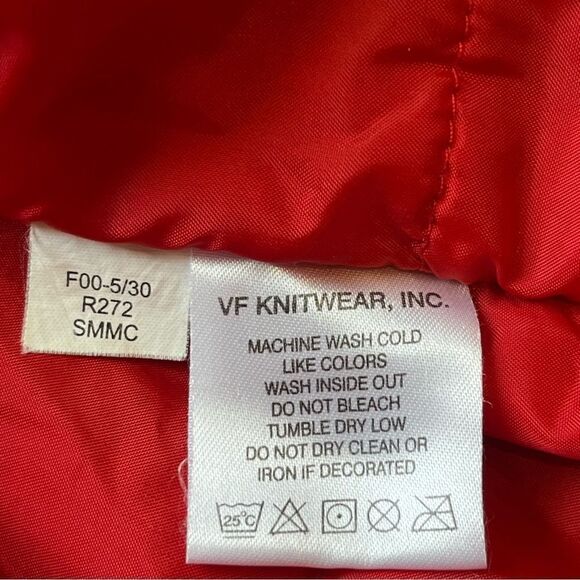 F00-5/30
R272
SMMC
VF KNITWEAR, INC.
MACHINE WASH COLD
LIKE COLORS
WASH INSIDE OUT
DO NOT BLEACH
TUMBLE DRY LOW
DO NOT DRY CLEAN OR
IRON IF DECORATED
25°C